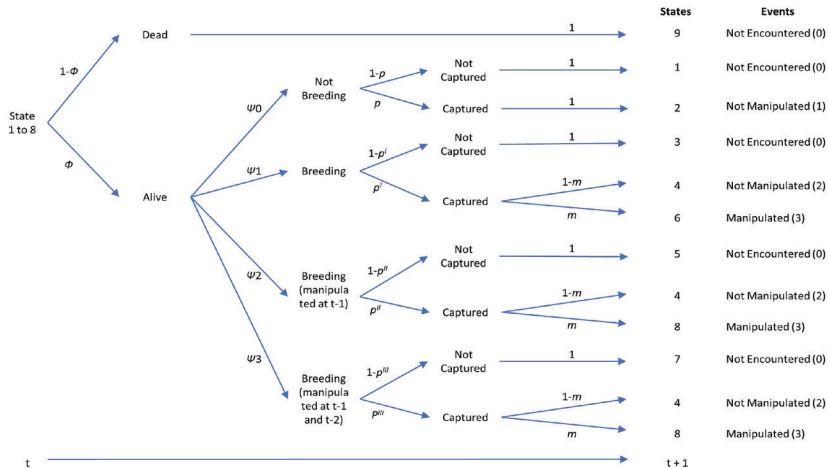 States Events
Dead 1 9 Not Encountered (0)
1-Φ
Not
Captured
1-p 1 1 Not Encountered (0)
Not
Breeding
p Captured 1 2 Not Manipulated (1)
State
1 to 8
Ψ0
Not
Captured
1 3 Not Encountered (0)
1-pⁱ
Φ Ψ1 Breeding
Alive
pⁱ Captured 1-m 4 Not Manipulated (2)
m 6 Manipulated (3)
Not
Captured
1 5 Not Encountered (0)
Ψ2 1-pᴵᴵ
Breeding
(manipula
ted at t-1)
pᴵᴵ Captured 1-m 4 Not Manipulated (2)
m 8 Manipulated (3)
Ψ3
Not
Captured
1 7 Not Encountered (0)
1-pᴵᴵᴵ
Breeding
(manipula
ted at t-1
and t-2)
pᴵᴵᴵ Captured 1-m 4 Not Manipulated (2)
m 8 Manipulated (3)
t t + 1